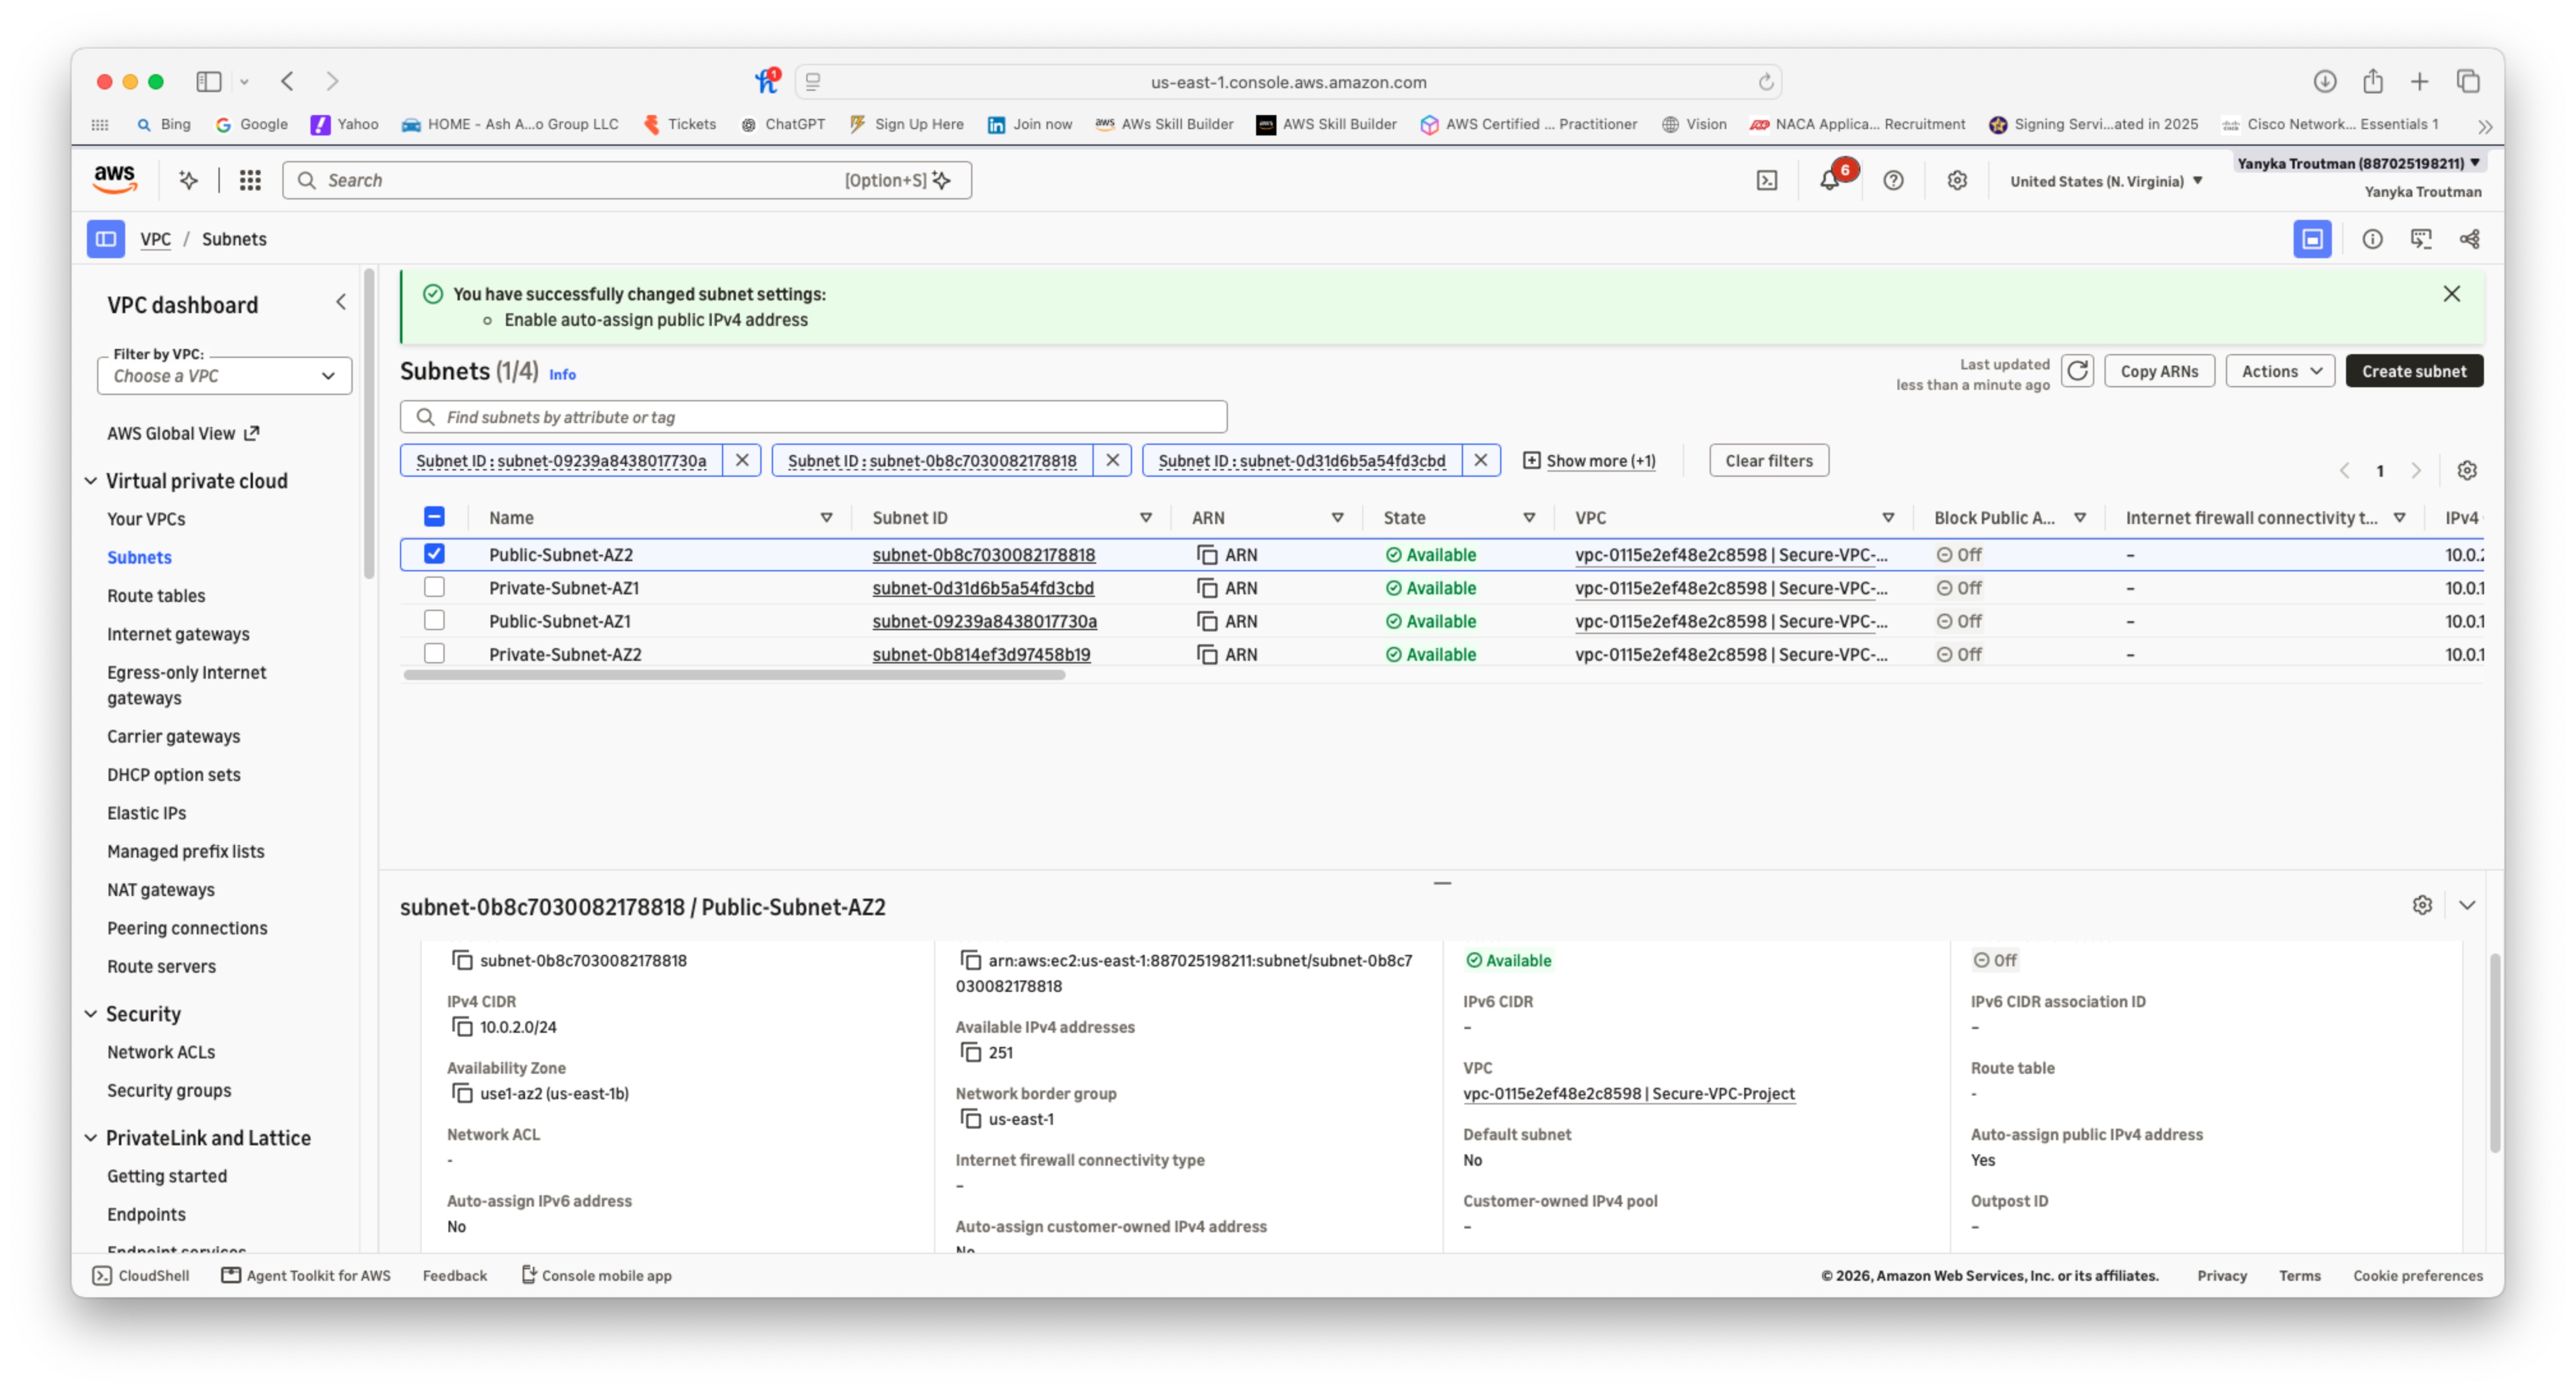 1
us-east-1.console.aws.amazon.com
Bing Google Yahoo HOME - Ash A...o Group LLC Tickets ChatGPT Sign Up Here Join now aws AWs Skill Builder aws AWS Skill Builder AWS Certified ... Practitioner Vision ADP NACA Applica... Recruitment Signing Servi...ated in 2025 Cisco Network... Essentials 1
aws Search [Option+S] 6 United States (N. Virginia) Yanyka Troutman (887025198211)
Yanyka Troutman
VPC / Subnets
You have successfully changed subnet settings:
Enable auto-assign public IPv4 address
VPC dashboard
Filter by VPC:
Choose a VPC
AWS Global View
Virtual private cloud
Your VPCs
Subnets
Route tables
Internet gateways
Egress-only Internet
gateways
Carrier gateways
DHCP option sets
Elastic IPs
Managed prefix lists
NAT gateways
Peering connections
Route servers
Security
Network ACLs
Security groups
PrivateLink and Lattice
Getting started
Endpoints
Endpoint services
Subnets (1/4) Info
Last updated
less than a minute ago
Copy ARNs Actions Create subnet
Find subnets by attribute or tag
Subnet ID : subnet-09239a8438017730a Subnet ID : subnet-0b8c7030082178818 Subnet ID : subnet-0d31d6b5a54fd3cbd Show more (+1) Clear filters 1
Name Subnet ID ARN State VPC Block Public A... Internet firewall connectivity t... IPv4
Public-Subnet-AZ2 subnet-0b8c7030082178818 ARN Available vpc-0115e2ef48e2c8598 | Secure-VPC-... Off – 10.0.2
Private-Subnet-AZ1 subnet-0d31d6b5a54fd3cbd ARN Available vpc-0115e2ef48e2c8598 | Secure-VPC-... Off – 10.0.1
Public-Subnet-AZ1 subnet-09239a8438017730a ARN Available vpc-0115e2ef48e2c8598 | Secure-VPC-... Off – 10.0.1
Private-Subnet-AZ2 subnet-0b814ef3d97458b19 ARN Available vpc-0115e2ef48e2c8598 | Secure-VPC-... Off – 10.0.1
subnet-0b8c7030082178818 / Public-Subnet-AZ2
subnet-0b8c7030082178818
IPv4 CIDR
10.0.2.0/24
Availability Zone
use1-az2 (us-east-1b)
Network ACL
-
Auto-assign IPv6 address
No
arn:aws:ec2:us-east-1:887025198211:subnet/subnet-0b8c7
030082178818
Available IPv4 addresses
251
Network border group
us-east-1
Internet firewall connectivity type
–
Auto-assign customer-owned IPv4 address
No
Available
IPv6 CIDR
–
VPC
vpc-0115e2ef48e2c8598 | Secure-VPC-Project
Default subnet
No
Customer-owned IPv4 pool
–
Off
IPv6 CIDR association ID
–
Route table
-
Auto-assign public IPv4 address
Yes
Outpost ID
–
CloudShell Agent Toolkit for AWS Feedback Console mobile app © 2026, Amazon Web Services, Inc. or its affiliates. Privacy Terms Cookie preferences